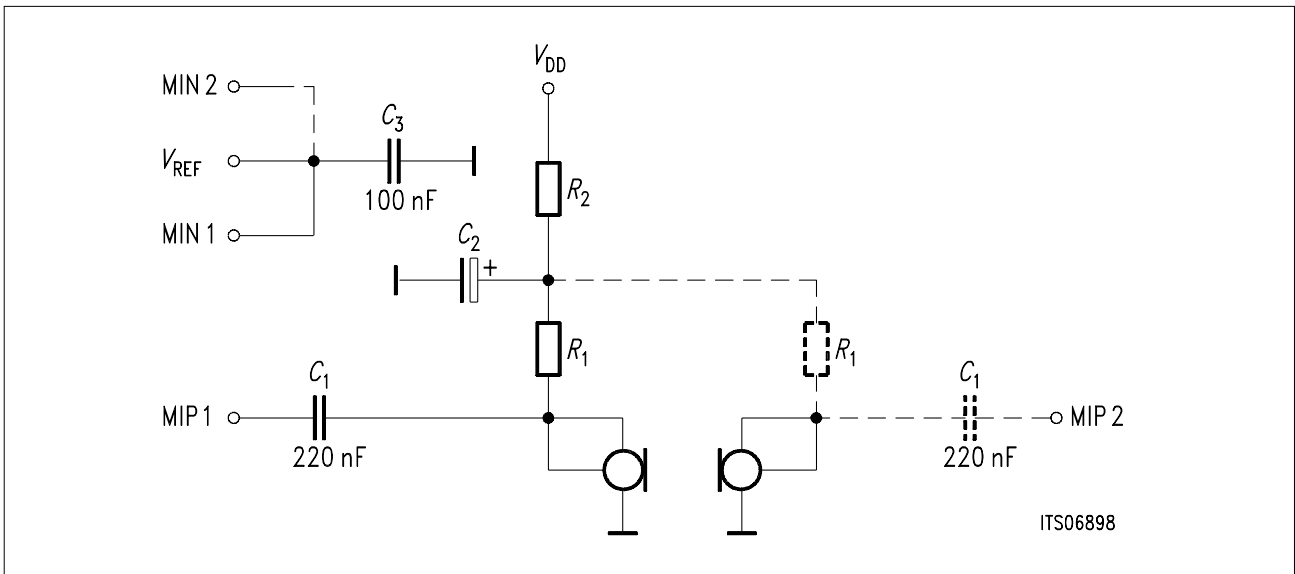 MIN 2
V_DD
C_3
V_REF
100 nF
R_2
MIN 1
C_2
+
R_1
R_1
C_1
C_1
MIP 1
MIP 2
220 nF
220 nF
ITS06898